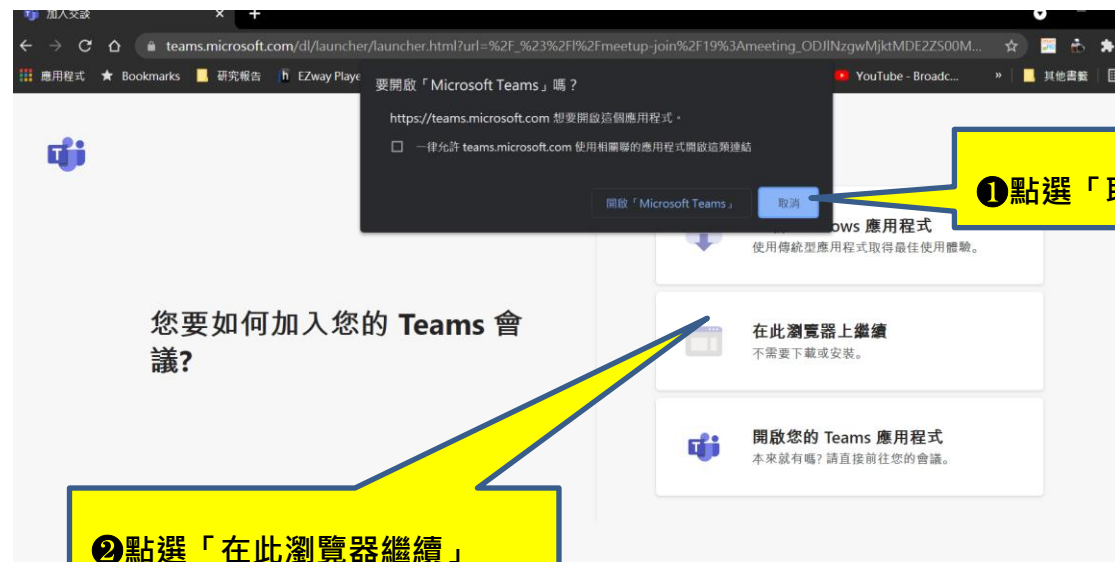 加入交談
teams.microsoft.com/dl/launcher/launcher.html?url=%2F_%23%2Fl%2Fmeetup-join%2F19%3Ameeting_ODJlNzgwMjktMDE2ZS00M...
應用程式 Bookmarks 研究報告 EZway Playe YouTube - Broadc... » 其他書籤
要開啟「Microsoft Teams」嗎？
https://teams.microsoft.com 想要開啟這個應用程式。
一律允許 teams.microsoft.com 使用相關聯的應用程式開啟這類連結
開啟「Microsoft Teams」 取消
❶點選「
ows 應用程式
使用傳統型應用程式取得最佳使用體驗。
您要如何加入您的 Teams 會
議?
在此瀏覽器上繼續
不需要下載或安裝。
開啟您的 Teams 應用程式
本來就有嗎? 請直接前往您的會議。
❷點選「在此瀏覽器繼續」